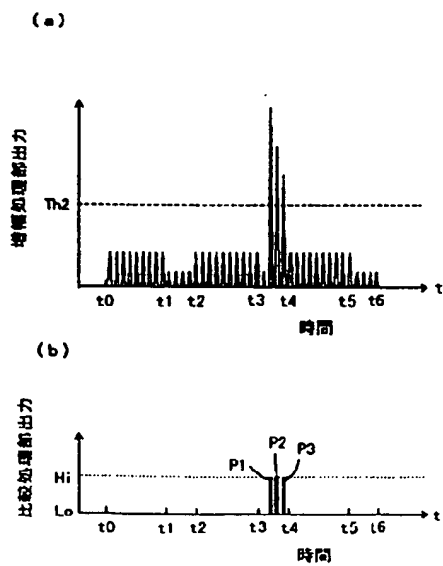 (a)
増幅処理部出力
Th2
t0 t1 t2 t3 t4 t5 t6 t
時間
(b)
比較処理部出力
P1 P2 P3
Hi
Lo
t0 t1 t2 t3 t4 t5 t6 t
時間